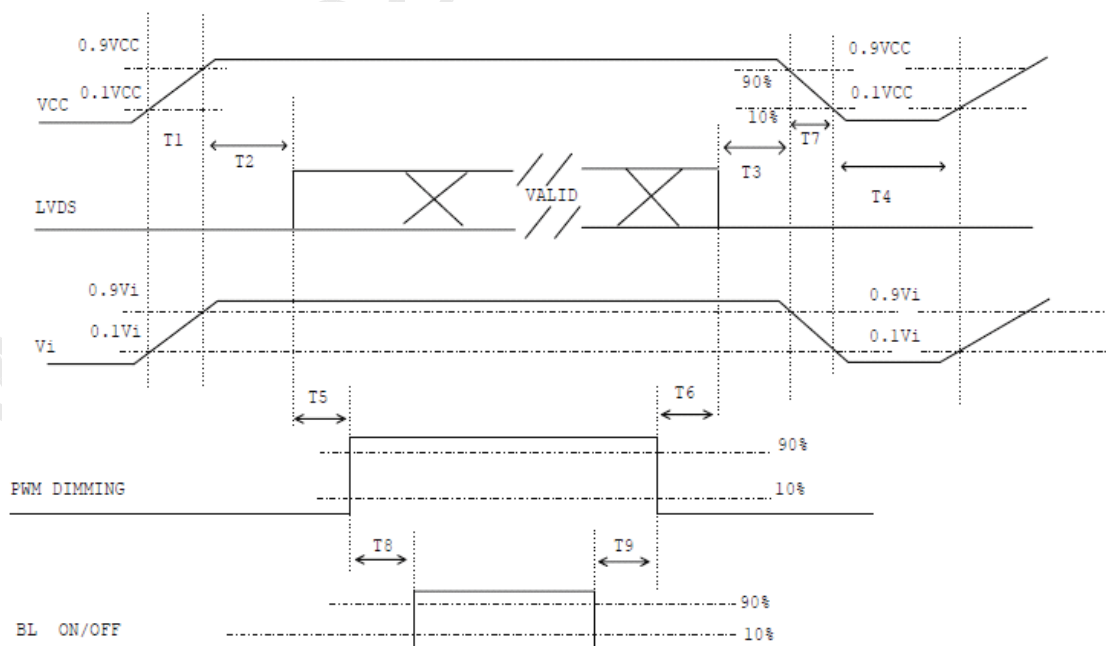 0.9VCC 0.9VCC
90%
0.1VCC 0.1VCC
VCC
10%
T1 T2 T3 T7 T4
LVDS VALID
0.9Vi 0.9Vi
0.1Vi 0.1Vi
Vi
T5 T6
90%
PWM DIMMING 10%
T8 T9
90%
BL ON/OFF 10%